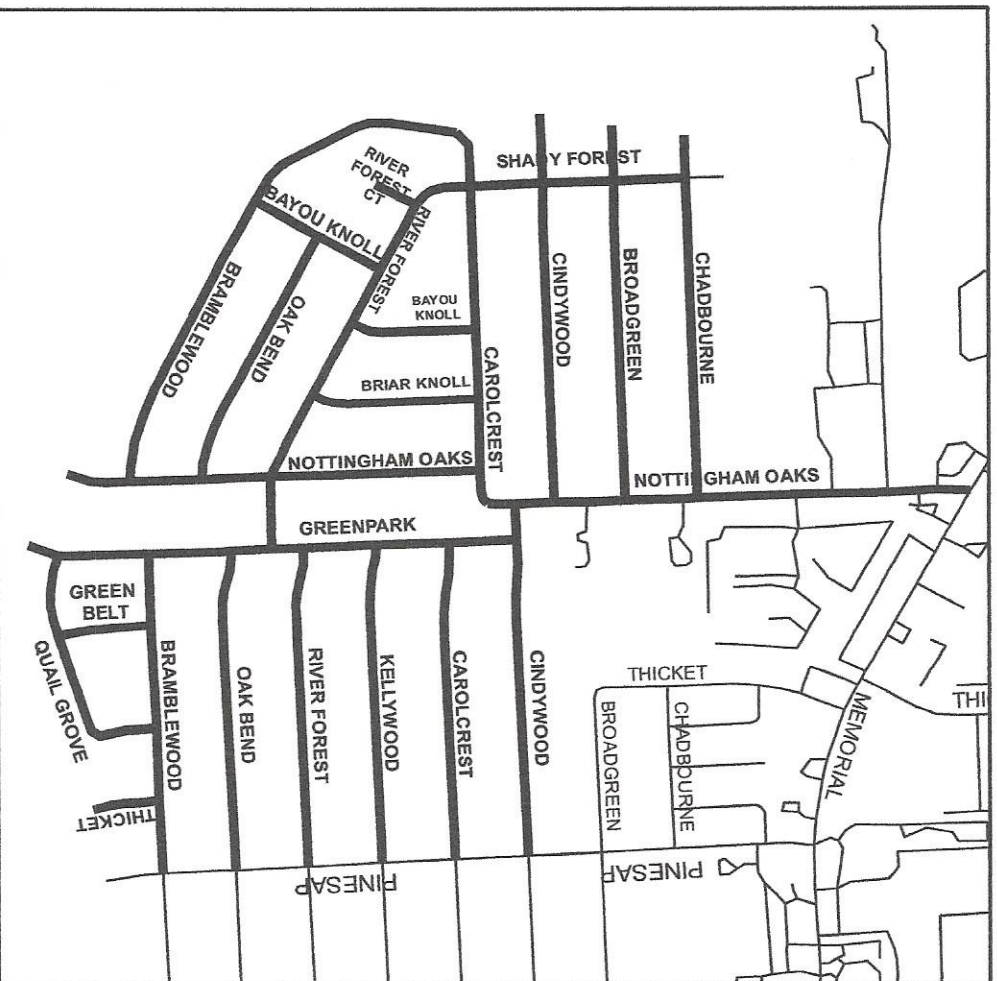 RIVER
FOREST
CT
SHADY FOREST
BAYOU KNOLL
RIVER FOREST
BRAMBLEWOOD
OAK BEND
BAYOU
KNOLL
CINDYWOOD
BROADGREEN
CHADBOURNE
BRIAR KNOLL
CAROLCREST
NOTTINGHAM OAKS
NOTTINGHAM OAKS
GREENPARK
GREEN
BELT
QUAIL GROVE
BRAMBLEWOOD
OAK BEND
RIVER FOREST
KELLYWOOD
CAROLCREST
CINDYWOOD
THICKET
BROADGREEN
CHADBOURNE
MEMORIAL
THI
THICKET
PINESAP
PINESAP